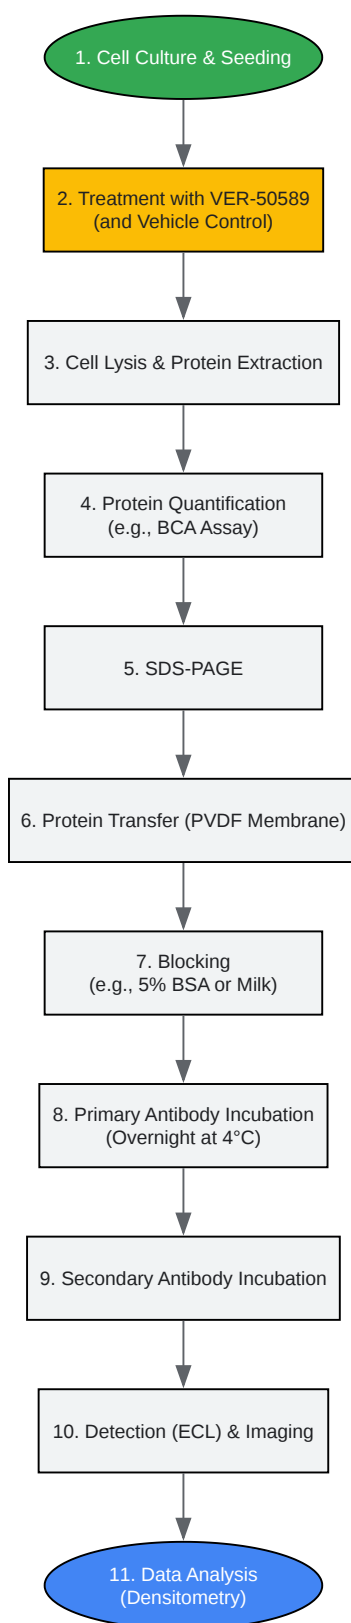 1. Cell Culture & Seeding
2. Treatment with VER-50589
(and Vehicle Control)
3. Cell Lysis & Protein Extraction
4. Protein Quantification
(e.g., BCA Assay)
5. SDS-PAGE
6. Protein Transfer (PVDF Membrane)
7. Blocking
(e.g., 5% BSA or Milk)
8. Primary Antibody Incubation
(Overnight at 4°C)
9. Secondary Antibody Incubation
10. Detection (ECL) & Imaging
11. Data Analysis
(Densitometry)